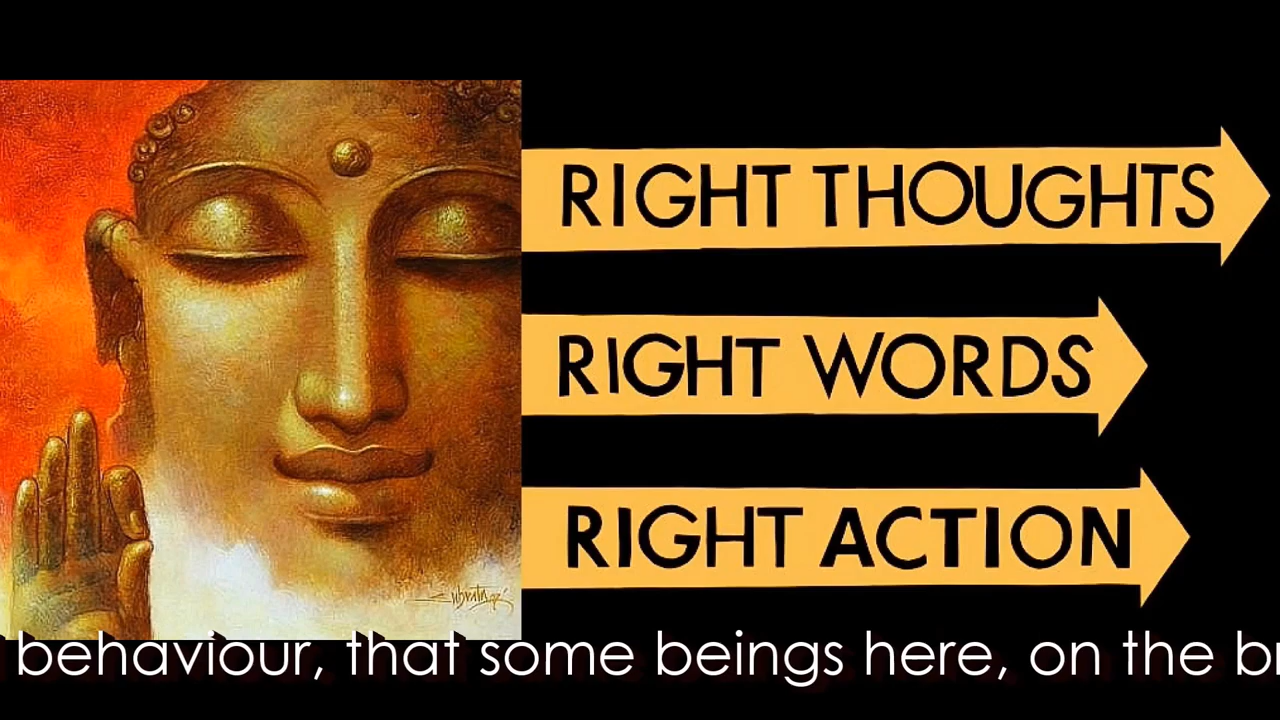 RIGHT THOUGHTS
RIGHT WORDS
RIGHT ACTION
behaviour, that some beings here, on the